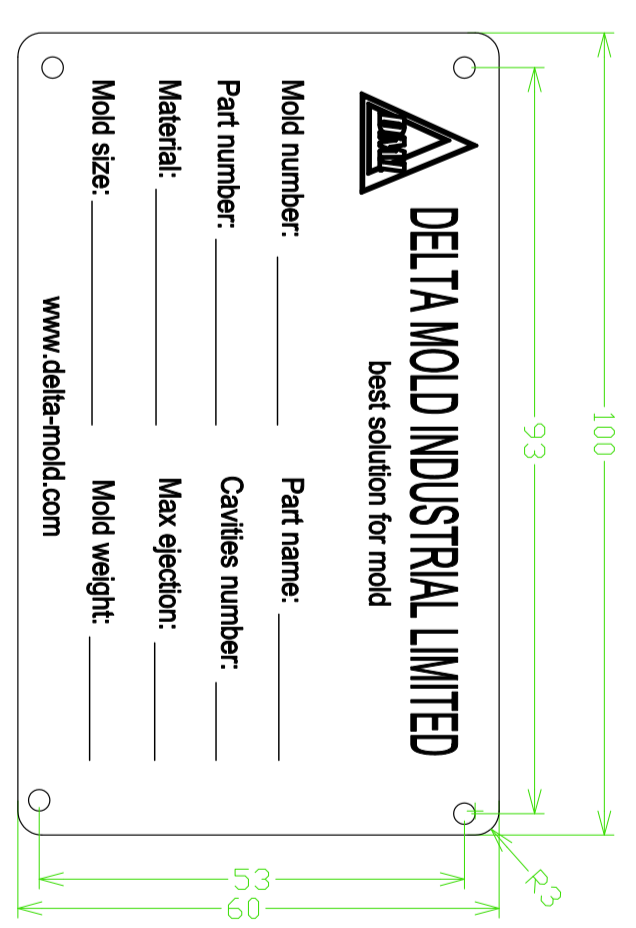 DELTA MOLD INDUSTRIAL LIMITED
best solution for mold
Mold number: Part name:
Part number: Cavities number:
Material: Max ejection:
Mold size: Mold weight:
www.delta-mold.com
100
93
53
60
R3